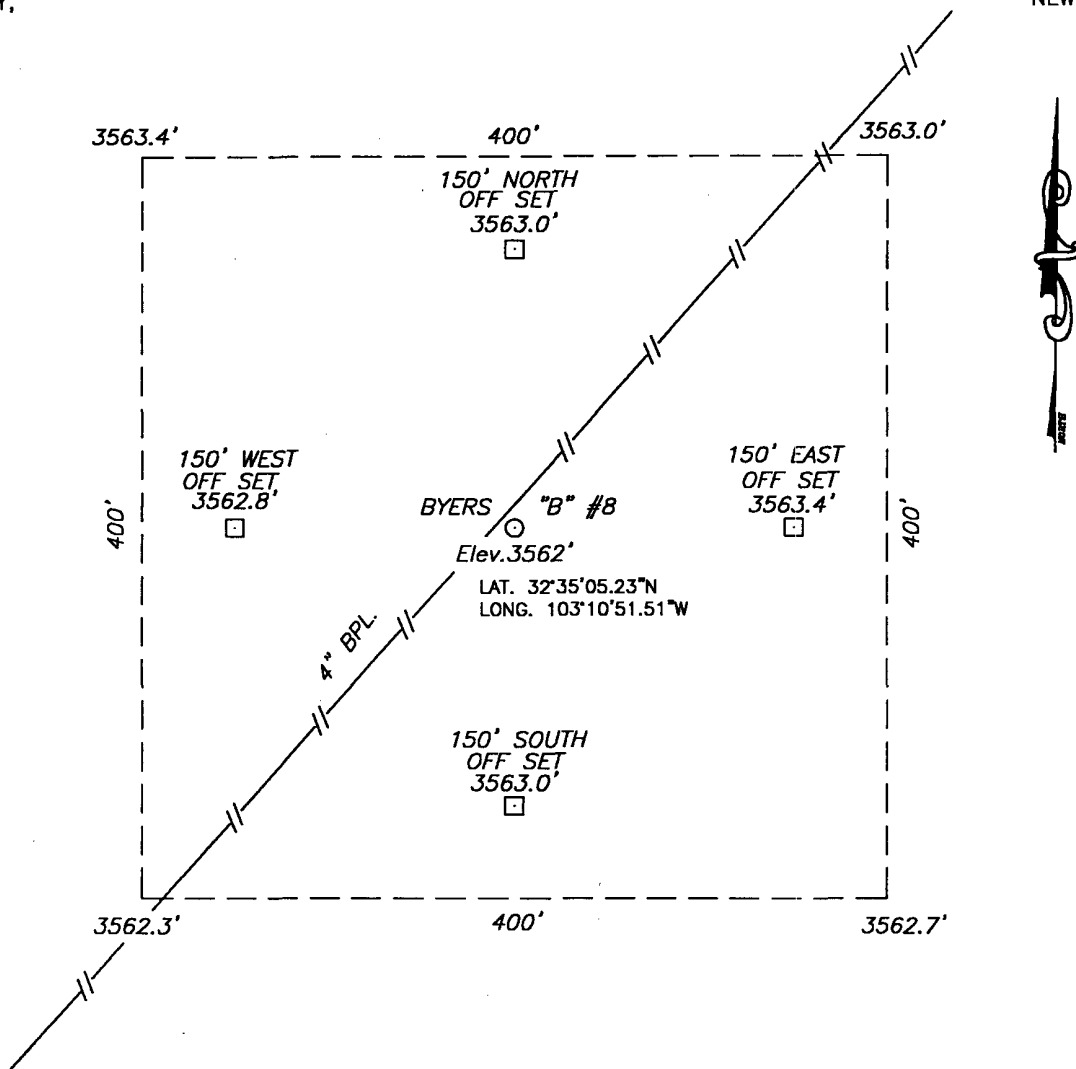 NEW
3563.4'
400'
3563.0'
150' NORTH
OFF SET
3563.0'
150' WEST
OFF SET
3562.8'
150' EAST
OFF SET
3563.4'
400'
400'
BYERS "B" #8
Elev.3562'
LAT. 32°35'05.23"N
LONG. 103°10'51.51"W
4" BPL.
150' SOUTH
OFF SET
3563.0'
3562.3'
400'
3562.7'